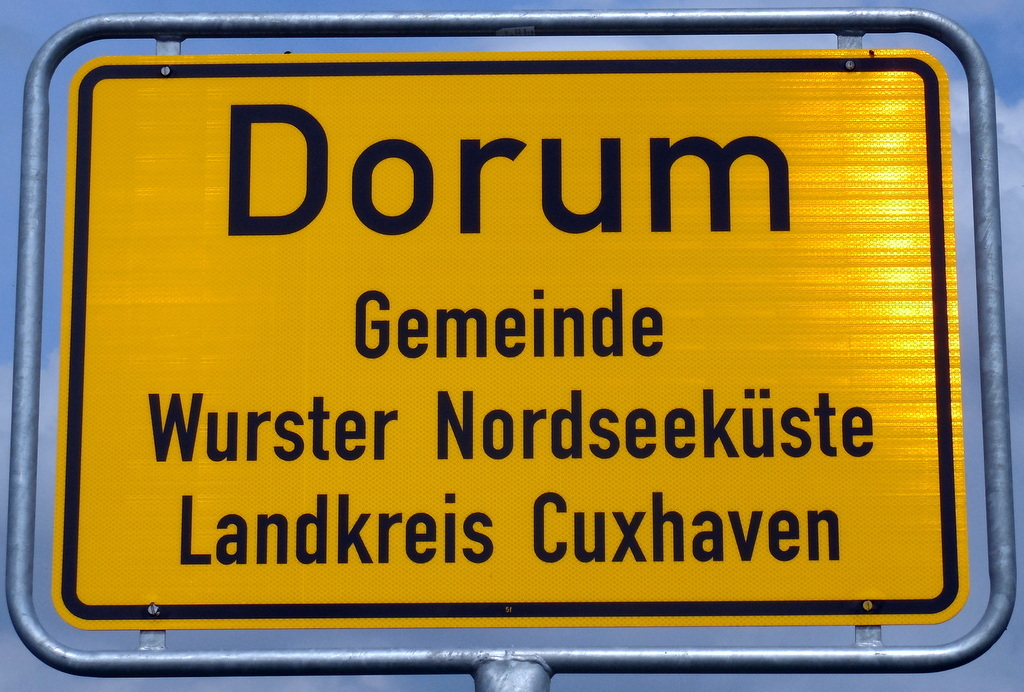 Dorum
Gemeinde
Wurster Nordseeküste
Landkreis Cuxhaven